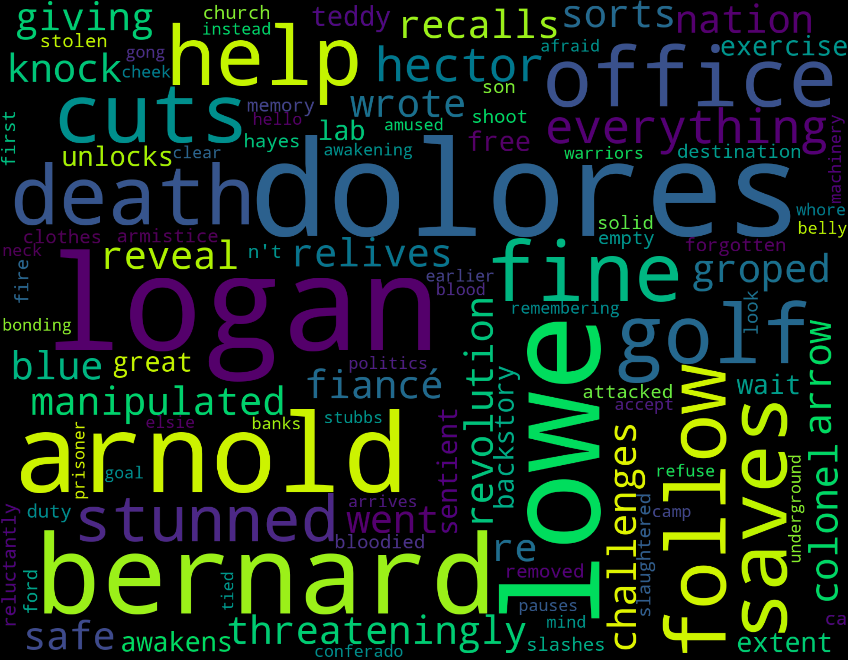 giving
stolen
church
instead
gong
cheek
help
teddy
recalls
sorts
nation
afraid
exercise
knock
hector
office
son
cuts
memory
hello
wrote
shoot
everything
first
lab
amused
free
hayes
unlocks
clear
awakening
warriors
destination
machinery
death
dolores
whore
solid
belly
clothes
armistice
empty
neck
reveal
n't
relives
forgotten
fine
groped
logan
earlier
blood
fire
remembering
look
golf
bonding
blue
great
politics
fiancé
revolution
lowe
arrow
manipulated
backstory
attacked
wait
accept
follow
saves
elsie
banks
stubbs
arnold
sentient
challenges
colonel
prisoner
goal
refuse
underground
duty
stunned
arrives
went
slaughtered
camp
reluctantly
bernard
bloodied
re
ford
tied
removed
pauses
mind
ca
safe
awakens
threateningly
slashes
extent
conferado